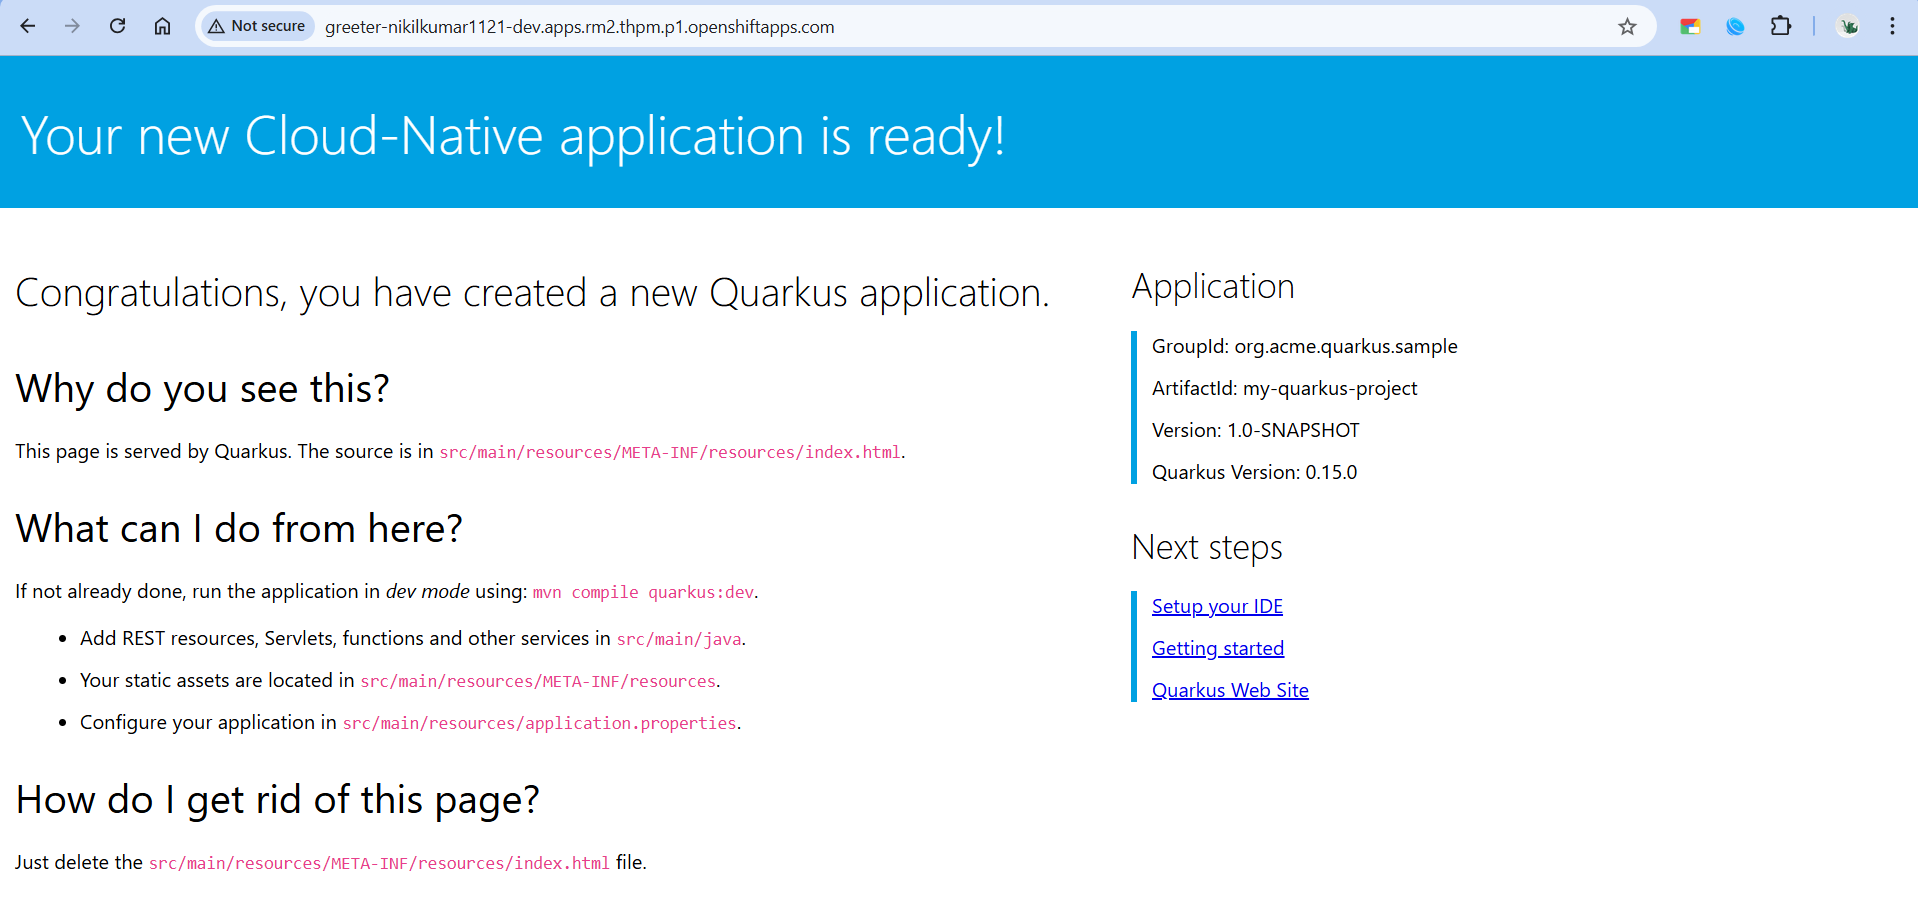 Not secure
greeter-nikilkumar1121-dev.apps.rm2.thpm.p1.openshiftapps.com
Your new Cloud-Native application is ready!
Congratulations, you have created a new Quarkus application.
Why do you see this?
This page is served by Quarkus. The source is in src/main/resources/META-INF/resources/index.html.
What can I do from here?
If not already done, run the application in dev mode using: mvn compile quarkus:dev.
• Add REST resources, Servlets, functions and other services in src/main/java.
• Your static assets are located in src/main/resources/META-INF/resources.
• Configure your application in src/main/resources/application.properties.
How do I get rid of this page?
Just delete the src/main/resources/META-INF/resources/index.html file.
Application
GroupId: org.acme.quarkus.sample
ArtifactId: my-quarkus-project
Version: 1.0-SNAPSHOT
Quarkus Version: 0.15.0
Next steps
Setup your IDE
Getting started
Quarkus Web Site